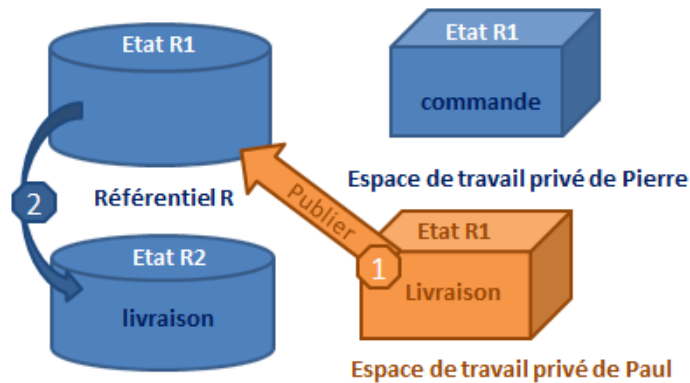 Etat R1
Etat R1
commande
Espace de travail privé de Pierre
2
Référentiel R
Publier
Etat R1
1
Etat R2
Livraison
livraison
Espace de travail privé de Paul